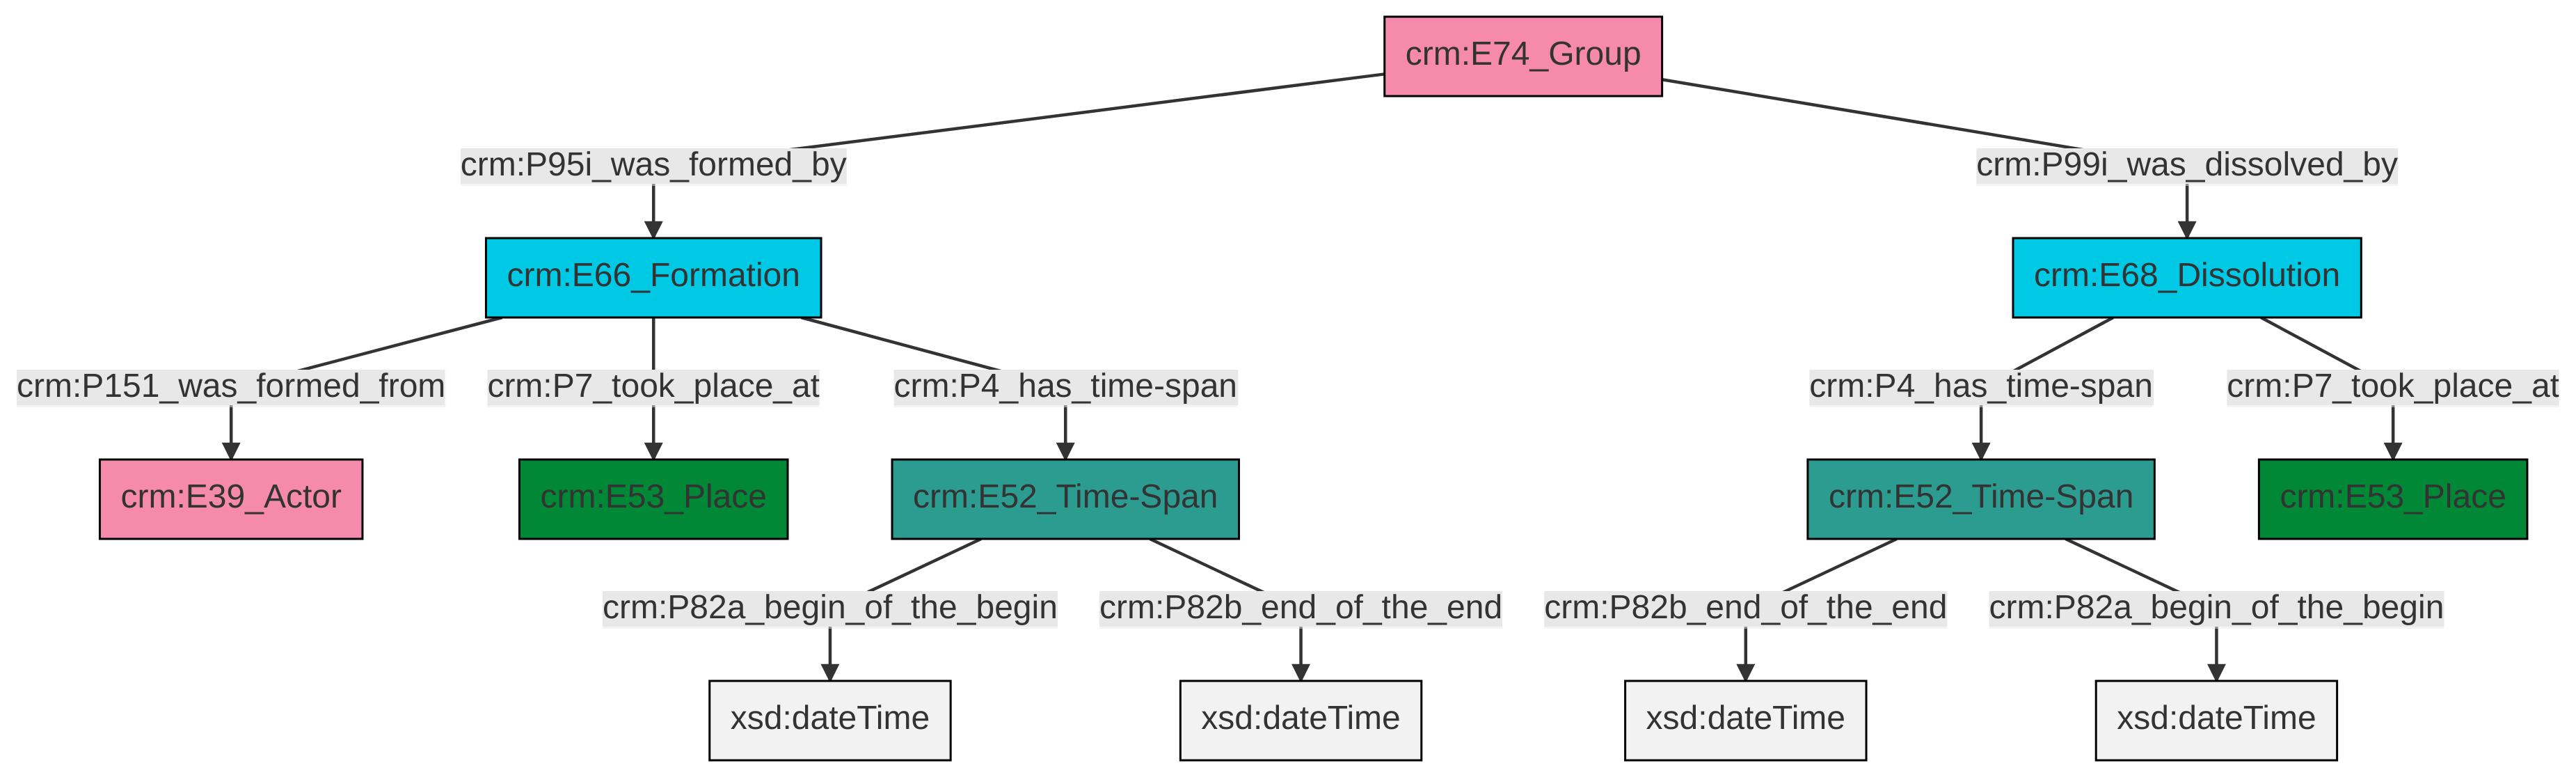 crm:E74_Group
crm:P95i_was_formed_by
crm:P99i_was_dissolved_by
crm:E66_Formation
crm:E68_Dissolution
crm:P151_was_formed_from
crm:P7_took_place_at
crm:P4_has_time-span
crm:P4_has_time-span
crm:P7_took_place_at
crm:E39_Actor
crm:E53_Place
crm:E52_Time-Span
crm:E52_Time-Span
crm:E53_Place
crm:P82a_begin_of_the_begin
crm:P82b_end_of_the_end
crm:P82b_end_of_the_end
crm:P82a_begin_of_the_begin
xsd:dateTime
xsd:dateTime
xsd:dateTime
xsd:dateTime